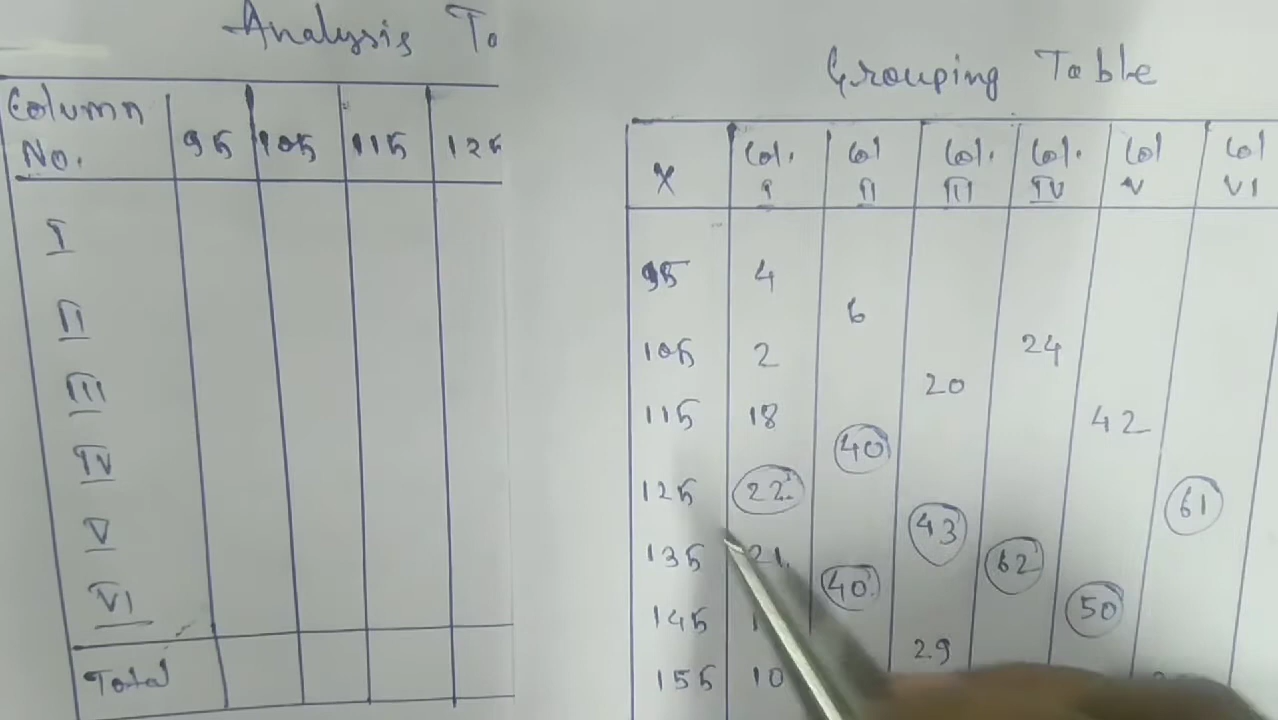 Analysis To
Column No. 95 105 115 125
I
II
III
IV
V
VI
Total
Grouping Table
X Col. I Col II Col. III Col. IV Col V Col VI
95 4
6
105 2 24
20
115 18 42
40
125 22 61
43
135 21 62
40 50
145
29
155 10